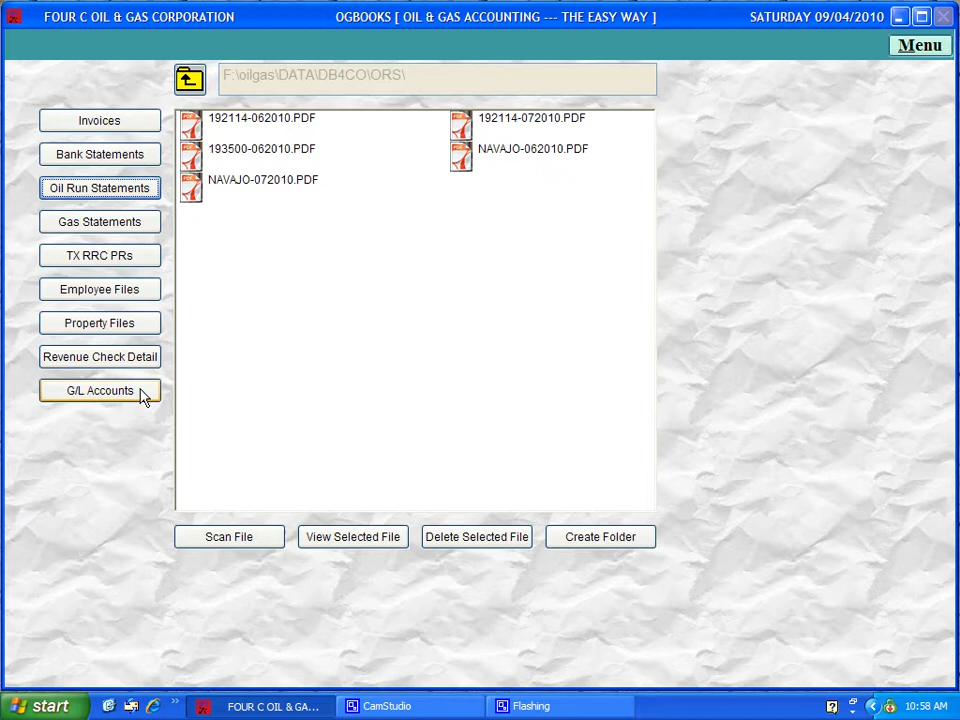 FOUR C OIL & GAS CORPORATION OGBOOKS [ OIL & GAS ACCOUNTING --- THE EASY WAY ] SATURDAY 09/04/2010
Menu
F:\oilgas\DATA\DB4CO\ORS\
Invoices
Bank Statements
Oil Run Statements
Gas Statements
TX RRC PRs
Employee Files
Property Files
Revenue Check Detail
G/L Accounts
192114-062010.PDF 192114-072010.PDF
193500-062010.PDF NAVAJO-062010.PDF
NAVAJO-072010.PDF
Scan File View Selected File Delete Selected File Create Folder
start FOUR C OIL & GA... CamStudio Flashing 10:58 AM